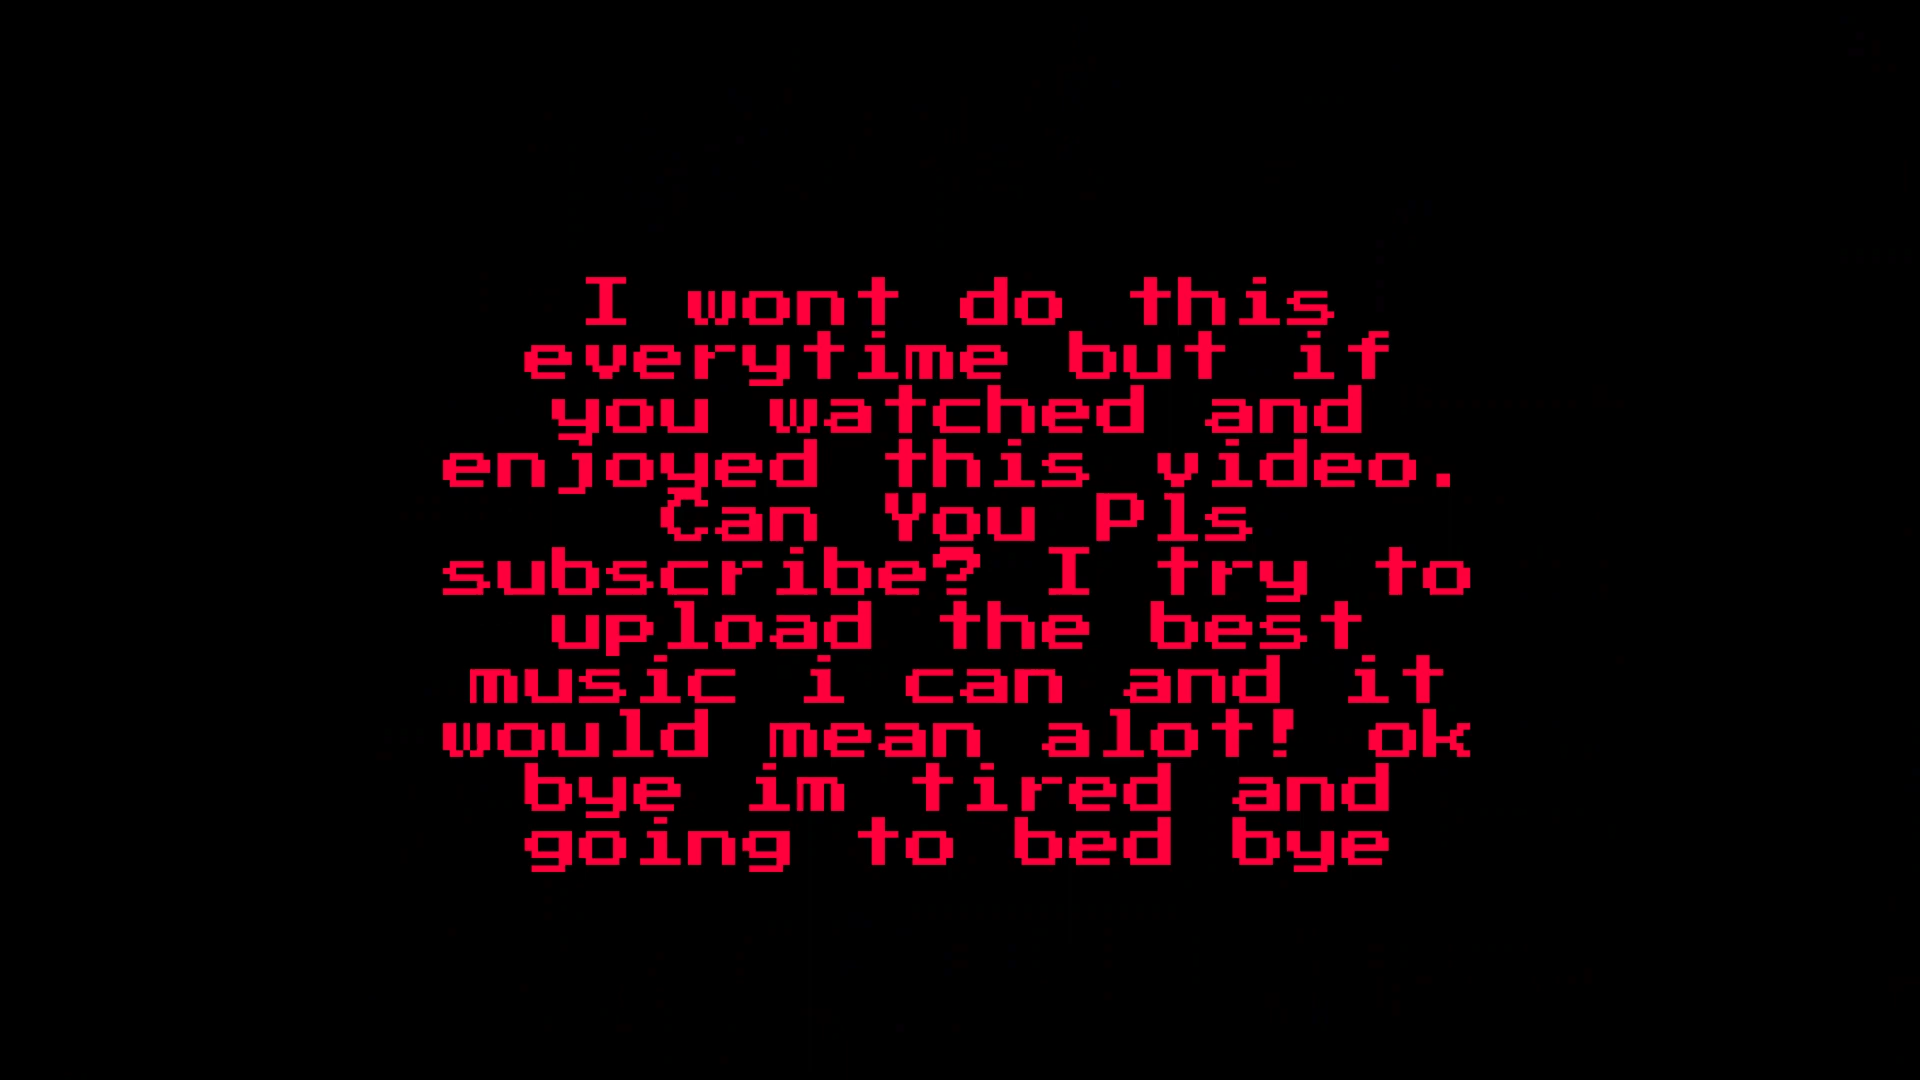 I wont do this
everytime but if
you watched and
enjoyed this video.
Can You Pls
subscribe? I try to
upload the best
music i can and it
would mean alot! ok
bye im tired and
going to bed bye